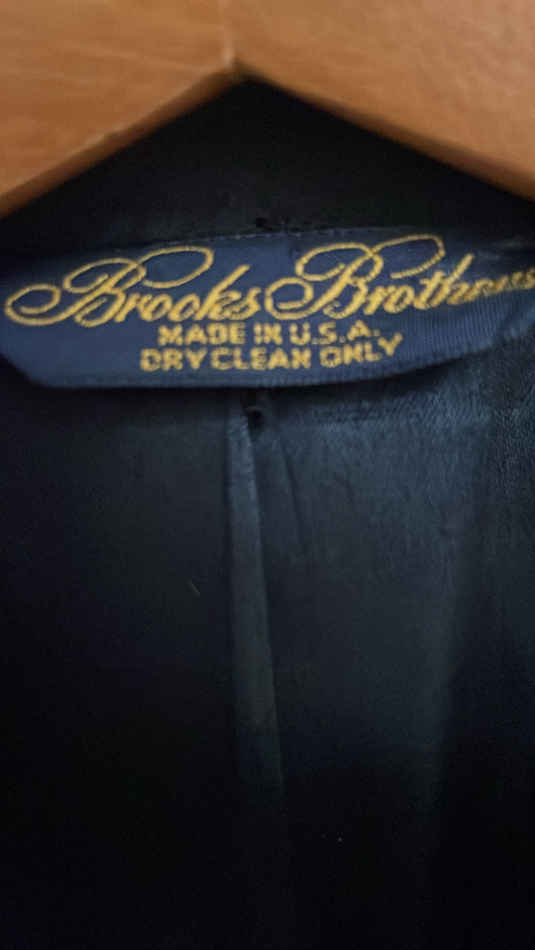 Brooks Brothers
MADE IN U.S.A.
DRY CLEAN ONLY